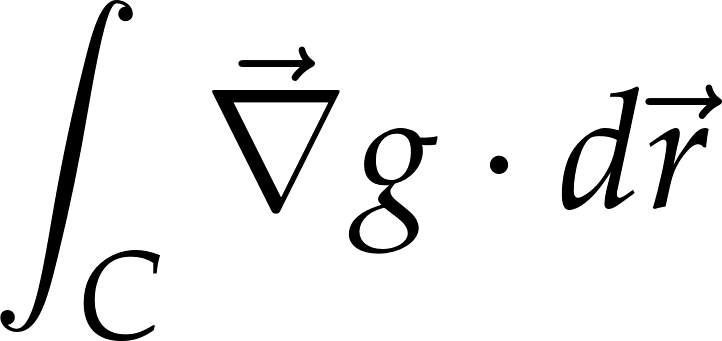 ∫_C ∇⃗g · dr⃗